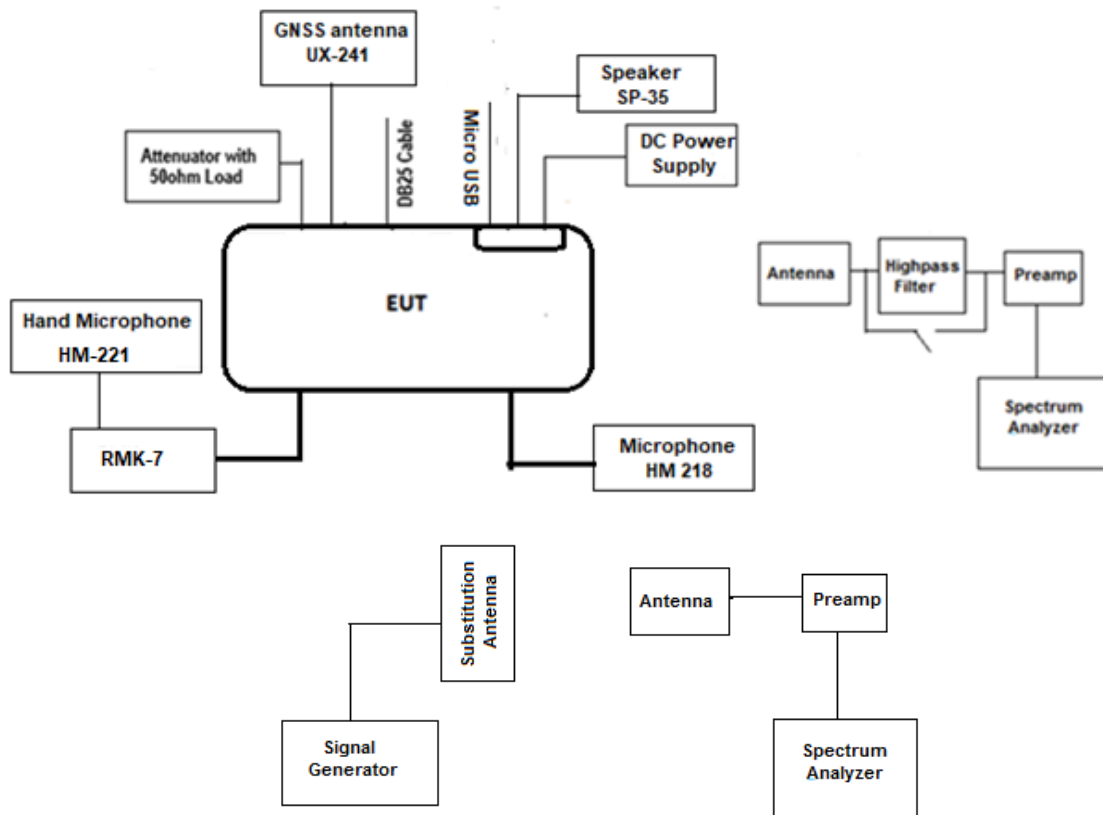 GNSS antenna
UX-241
Speaker
SP-35
Attenuator with
50ohm Load
DB25 Cable
Micro USB
DC Power
Supply
EUT
Hand Microphone
HM-221
RMK-7
Microphone
HM 218
Antenna
Highpass
Filter
Preamp
Spectrum
Analyzer
Substitution
Antenna
Signal
Generator
Antenna
Preamp
Spectrum
Analyzer